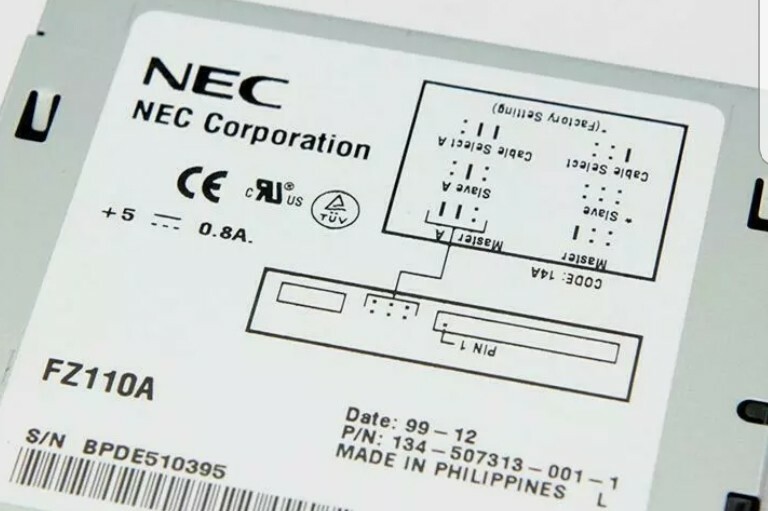 NEC
NEC Corporation
CE c RU® US TÜV
+5 ⎓ 0.8A.
*(Factory Setting)
Cable Select A
Cable Select
Slave A
* Slave
Master A
Master
CODE: 14A
PIN 1
FZ110A
Date: 99-12
P/N: 134-507313-001-1
MADE IN PHILIPPINES L
S/N BPDE510395